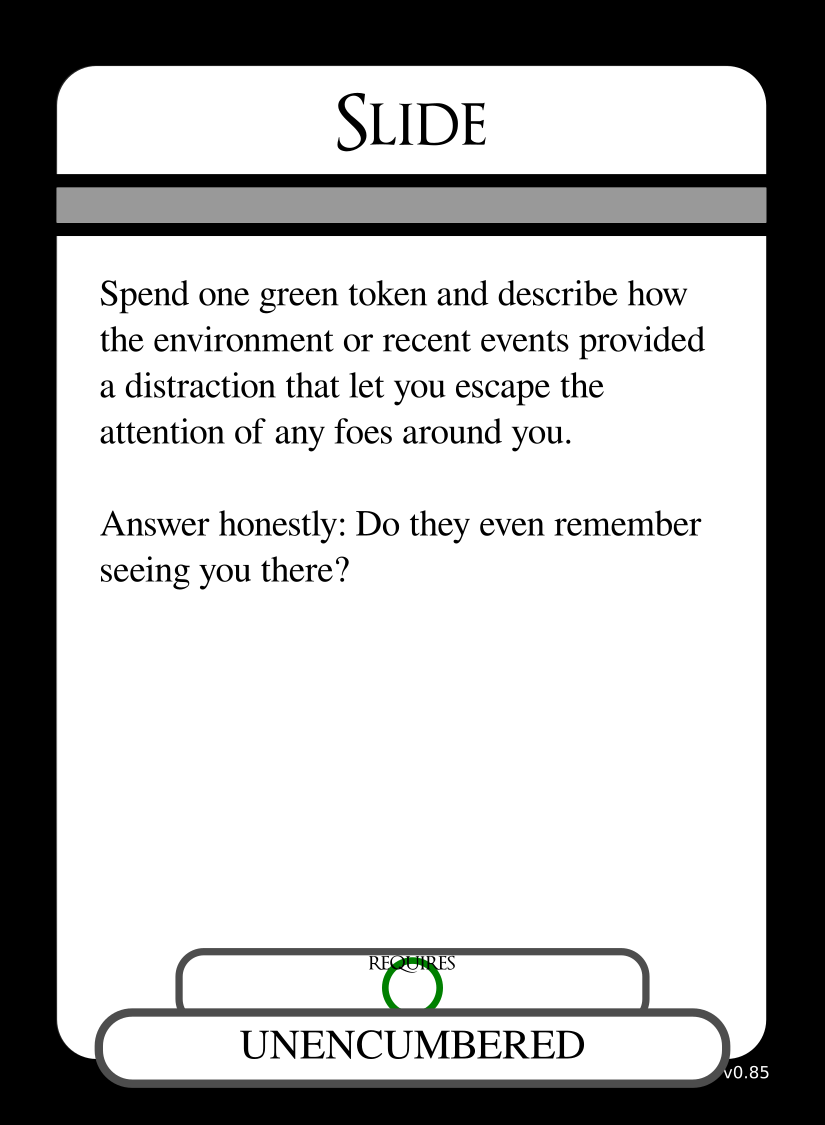 Slide
Spend one green token and describe how
the environment or recent events provided
a distraction that let you escape the
attention of any foes around you.
Answer honestly: Do they even remember
seeing you there?
REQUIRES
UNENCUMBERED
v0.85